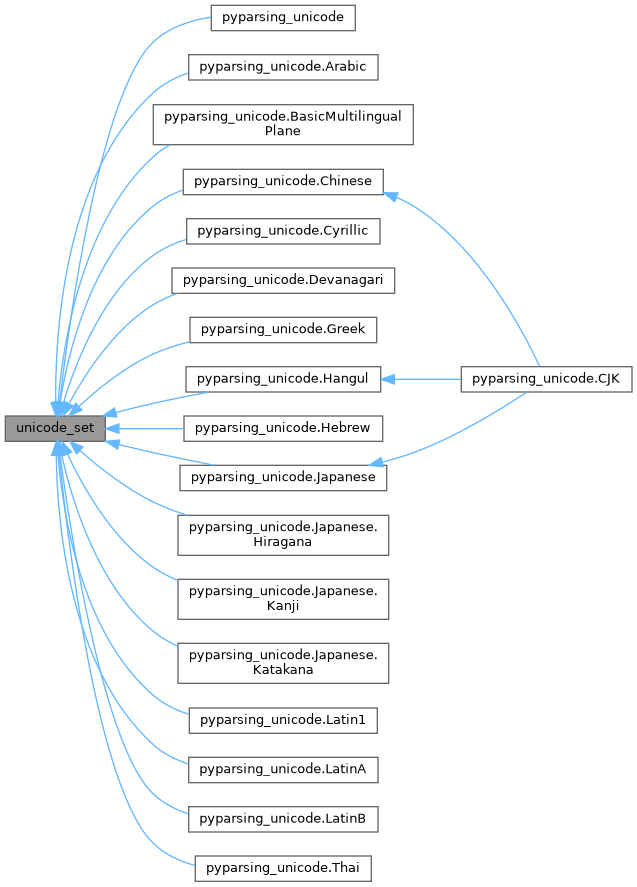 pyparsing_unicode
pyparsing_unicode.Arabic
pyparsing_unicode.BasicMultilingual
Plane
pyparsing_unicode.Chinese
pyparsing_unicode.Cyrillic
pyparsing_unicode.Devanagari
pyparsing_unicode.Greek
pyparsing_unicode.Hangul
pyparsing_unicode.CJK
unicode_set
pyparsing_unicode.Hebrew
pyparsing_unicode.Japanese
pyparsing_unicode.Japanese.
Hiragana
pyparsing_unicode.Japanese.
Kanji
pyparsing_unicode.Japanese.
Katakana
pyparsing_unicode.Latin1
pyparsing_unicode.LatinA
pyparsing_unicode.LatinB
pyparsing_unicode.Thai